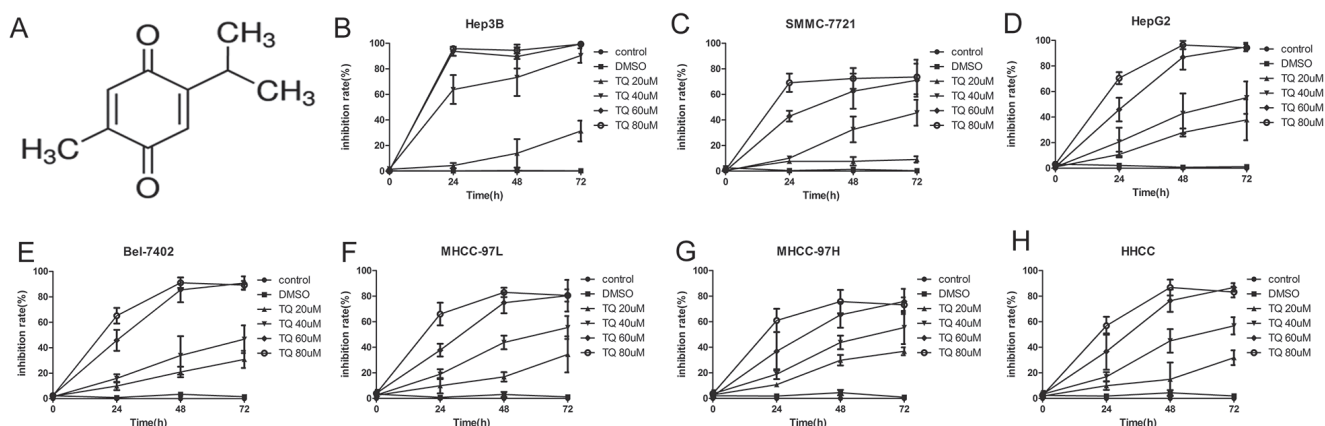 A
O
CH₃
CH₃
H₃C
O
B
Hep3B
inhibition rate(%)
100
80
60
40
20
0
0 24 48 72
Time(h)
control
DMSO
TQ 20uM
TQ 40uM
TQ 60uM
TQ 80uM
C
SMMC-7721
inhibition rate(%)
100
80
60
40
20
0
0 24 48 72
Time(h)
control
DMSO
TQ 20uM
TQ 40uM
TQ 60uM
TQ 80uM
D
HepG2
inhibition rate(%)
100
80
60
40
20
0
0 24 48 72
Time(h)
control
DMSO
TQ 20uM
TQ 40uM
TQ 60uM
TQ 80uM
E
Bel-7402
inhibition rate(%)
100
80
60
40
20
0
0 24 48 72
Time(h)
control
DMSO
TQ 20uM
TQ 40uM
TQ 60uM
TQ 80uM
F
MHCC-97L
inhibition rate(%)
100
80
60
40
20
0
0 24 48 72
Time(h)
control
DMSO
TQ 20uM
TQ 40uM
TQ 60uM
TQ 80uM
G
MHCC-97H
inhibition rate(%)
100
80
60
40
20
0
0 24 48 72
Time(h)
control
DMSO
TQ 20uM
TQ 40uM
TQ 60uM
TQ 80uM
H
HHCC
inhibition rate(%)
100
80
60
40
20
0
0 24 48 72
Time(h)
control
DMSO
TQ 20uM
TQ 40uM
TQ 60uM
TQ 80uM